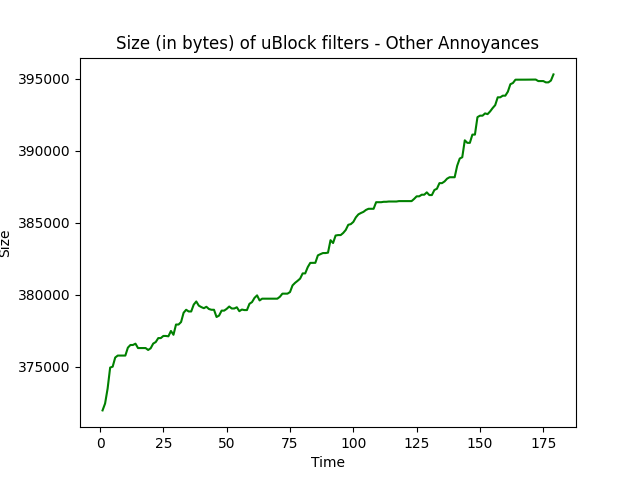 Size (in bytes) of uBlock filters - Other Annoyances
395000
390000
385000
380000
375000
Size
0 25 50 75 100 125 150 175
Time